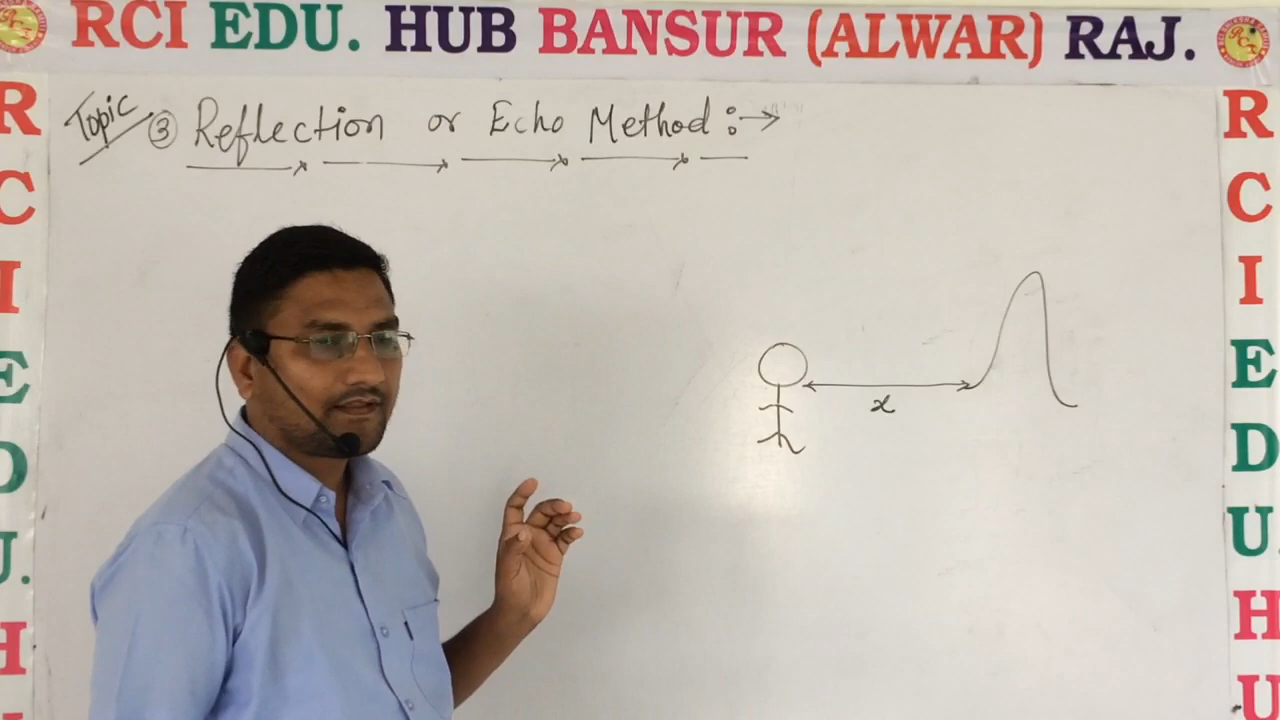 RCI EDU. HUB BANSUR (ALWAR) RAJ.
Topic ③ Reflection or Echo Method :→
x
R
C
I
E
D
U.
H
R
C
I
E
D
U.
H
U